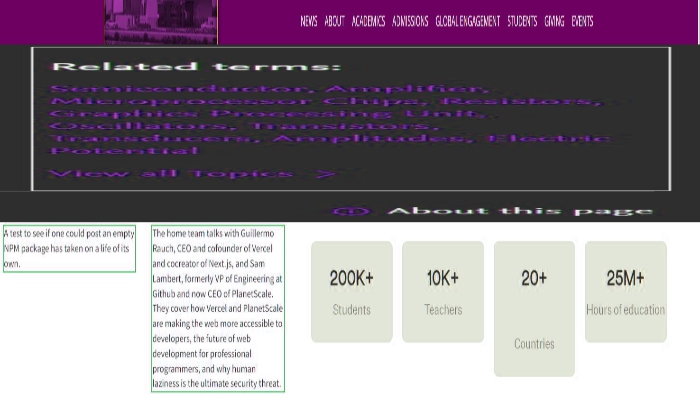 NEWS ABOUT ACADEMICS ADMISSIONS GLOBAL ENGAGEMENT STUDENTS GIVING EVENTS
Related terms:
Semiconductor, Amplifier,
Microprocessor Chips, Resistors,
Graphics Processing Unit,
Oscillators, Transistors,
Transducers, Amplitudes, Electric
Potential
View all Topics >
About this page
A test to see if one could post an empty
NPM package has taken on a life of its
own.
The home team talks with Guillermo
Rauch, CEO and cofounder of Vercel
and cocreator of Next.js, and Sam
Lambert, formerly VP of Engineering at
Github and now CEO of PlanetScale.
They cover how Vercel and PlanetScale
are making the web more accessible to
developers, the future of web
development for professional
programmers, and why human
laziness is the ultimate security threat.
200K+
Students
10K+
Teachers
20+
Countries
25M+
Hours of education